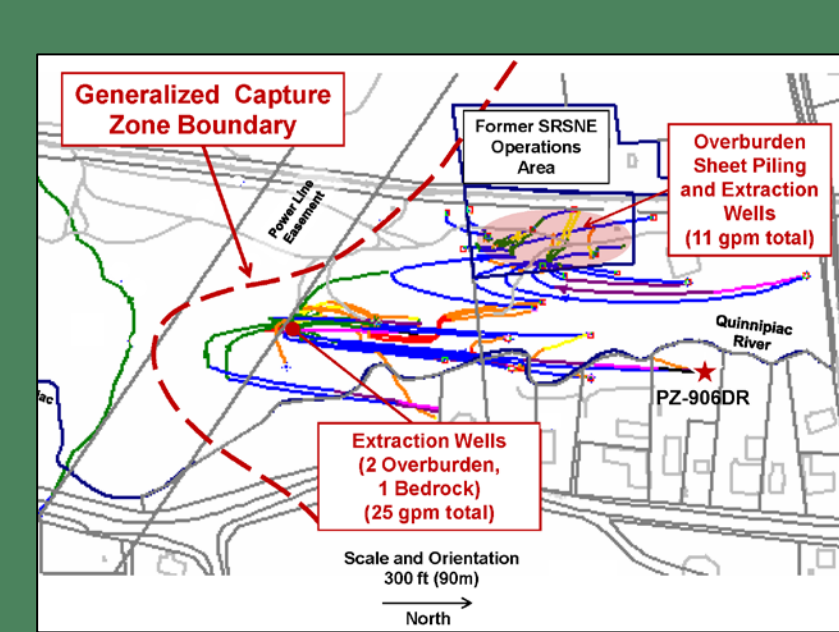 Generalized Capture
Zone Boundary
Former SRSNE
Operations
Area
Overburden
Sheet Piling
and Extraction
Wells
(11 gpm total)
Power Line
Easement
Quinnipiac
River
PZ-906DR
iac
Extraction Wells
(2 Overburden,
1 Bedrock)
(25 gpm total)
Scale and Orientation
300 ft (90m)
North